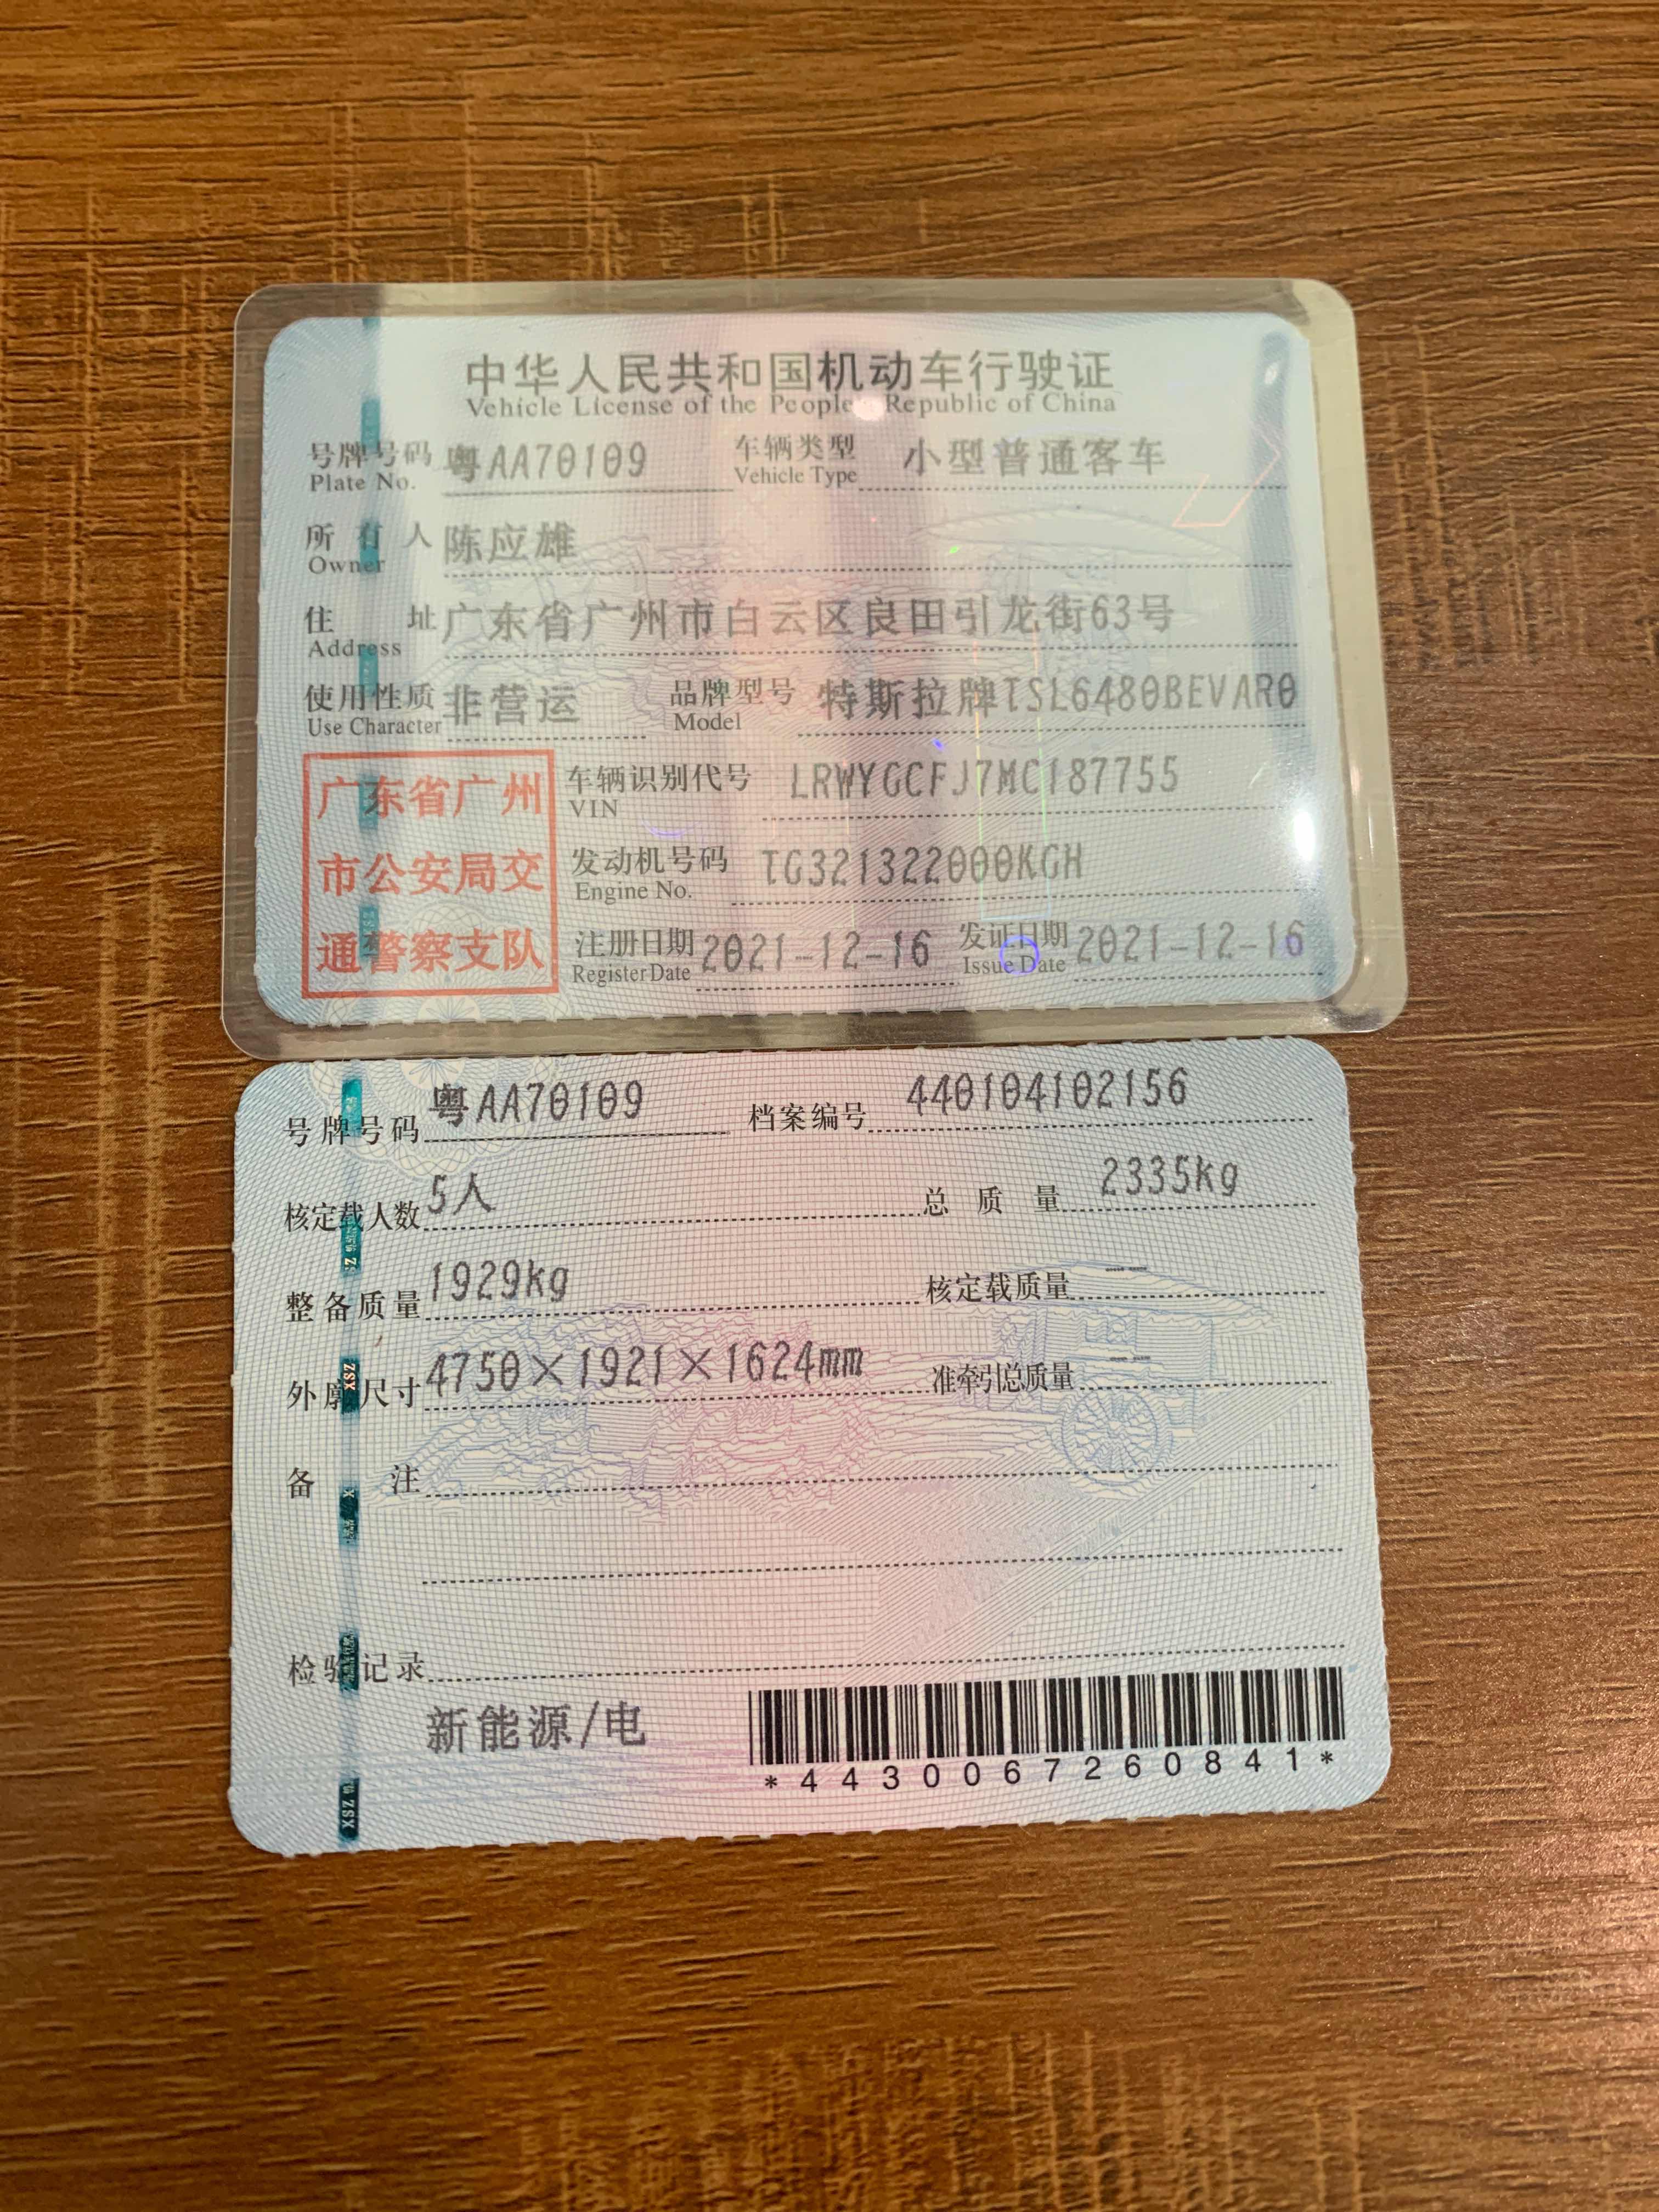 中华人民共和国机动车行驶证
Vehicle License of the People's Republic of China
号牌号码 粤AA70109 车辆类型 小型普通客车
Plate No. Vehicle Type
所有人 陈应雄
Owner
住址 广东省广州市白云区良田引龙街63号
Address
使用性质 非营运 品牌型号 特斯拉牌TSL6480BEVAR0
Use Character Model
广东省广州
市公安局交
通警察支队
车辆识别代号 LRWYGCFJ7MC187755
VIN
发动机号码 TG321322000KGH
Engine No.
注册日期 2021-12-16 发证日期 2021-12-16
Register Date Issue Date
号牌号码 粤AA70109 档案编号 440104102156
核定载人数 5人 总质量 2335kg
整备质量 1929kg 核定载质量 --
外廓尺寸 4750×1921×1624mm 准牵引总质量 --
备注
检验记录
新能源/电
*4430067260841*